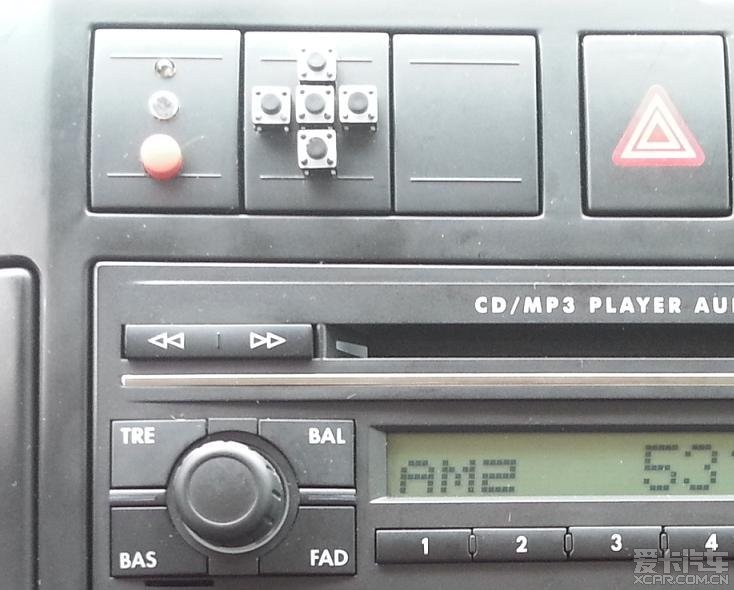 CD/MP3 PLAYER AU
TRE
BAL
AM2 53
BAS
FAD
1 2 3 4
爱卡汽车
XCAR.COM.CN